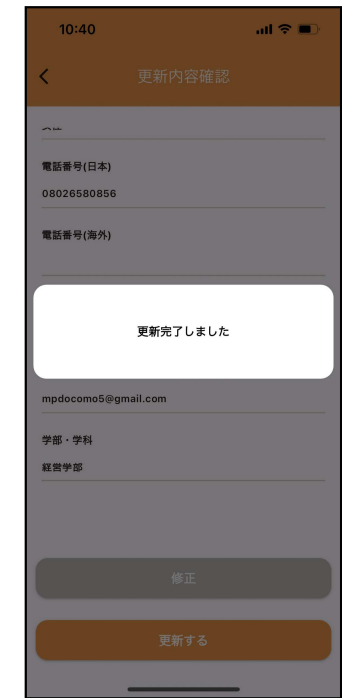 10:40
更新内容確認
電話番号(日本)
08026580856
電話番号(海外)
更新完了しました
mpdocomo5@gmail.com
学部・学科
経営学部
修正
更新する